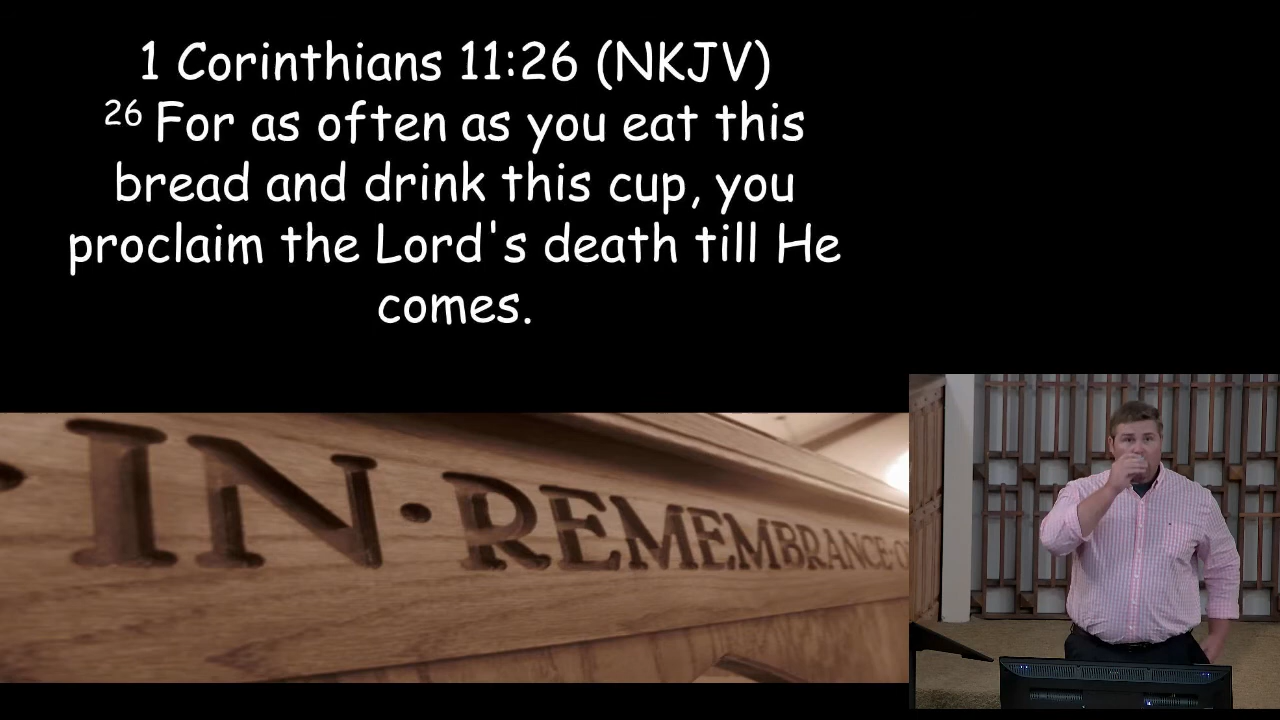 1 Corinthians 11:26 (NKJV)
26 For as often as you eat this
bread and drink this cup, you
proclaim the Lord's death till He
comes.
· IN · REMEMBRANCE ·